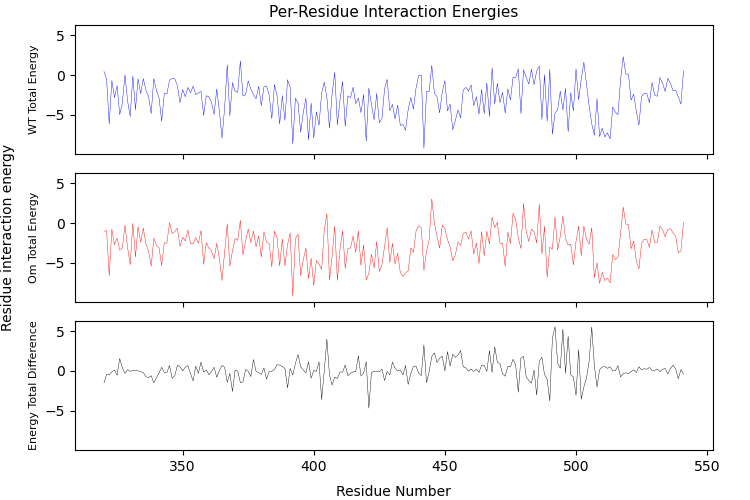 Per-Residue Interaction Energies
Residue interaction energy
WT Total Energy
5
0
−5
Om Total Energy
5
0
−5
Energy Total Difference
5
0
−5
350
400
450
500
550
Residue Number